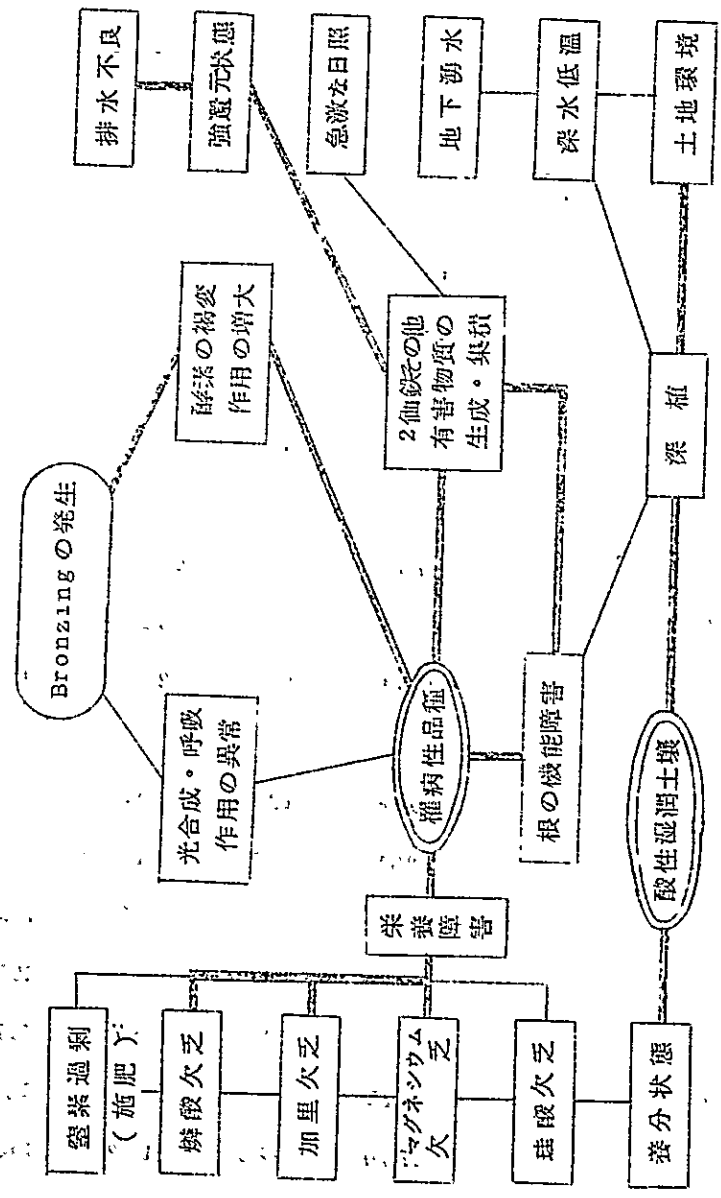 Bronzingの発生
光合成・呼吸
作用の異常
酵素の褐変
作用の増大
排水不良
強還元状態
急激な日照
窒素過剰
(施肥)
燐酸欠乏
加里欠乏
マグネシウム
欠乏
珪酸欠乏
養分状態
栄養障害
罹病性品種
2価鉄その他
有害物質の
生成・集積
地下湧水
深水低温
土地環境
根の機能障害
深植
酸性湿潤土壌